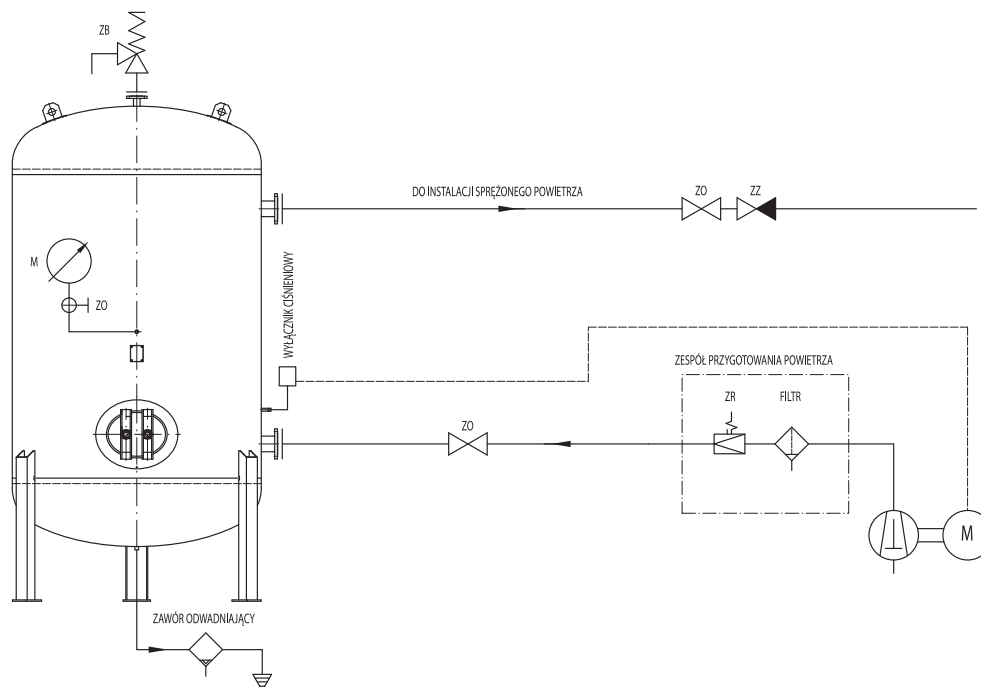 ZB
DO INSTALACJI SPRĘŻONEGO POWIETRZA
ZO
ZZ
M
ZO
WYŁĄCZNIK CIŚNIENIOWY
ZESPÓŁ PRZYGOTOWANIA POWIETRZA
ZR
FILTR
ZO
M
ZAWÓR ODWADNIAJĄCY